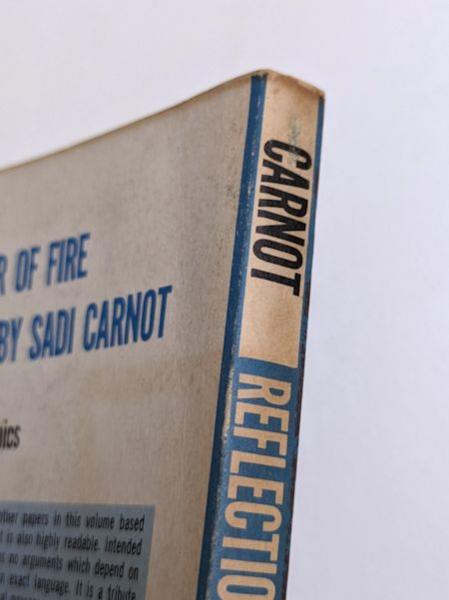 R OF FIRE
BY SADI CARNOT
ics
other papers in this volume based
is also highly readable. Intended
no arguments which depend on
exact language. It is a tribute
CARNOT
REFLECTIO